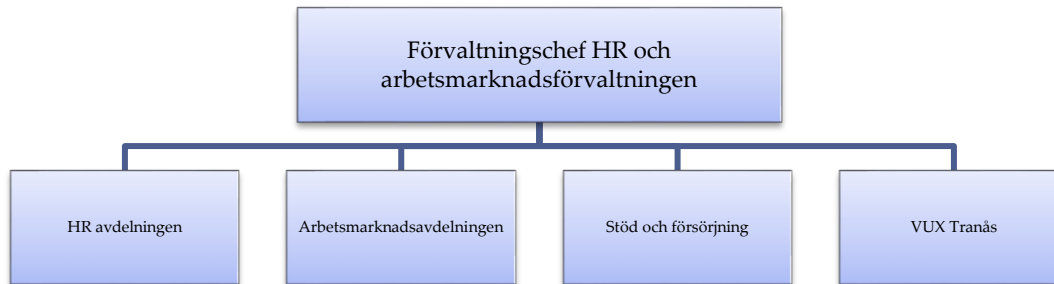 Förvaltningschef HR och
arbetsmarknadsförvaltningen
HR avdelningen
Arbetsmarknadsavdelningen
Stöd och försörjning
VUX Tranås